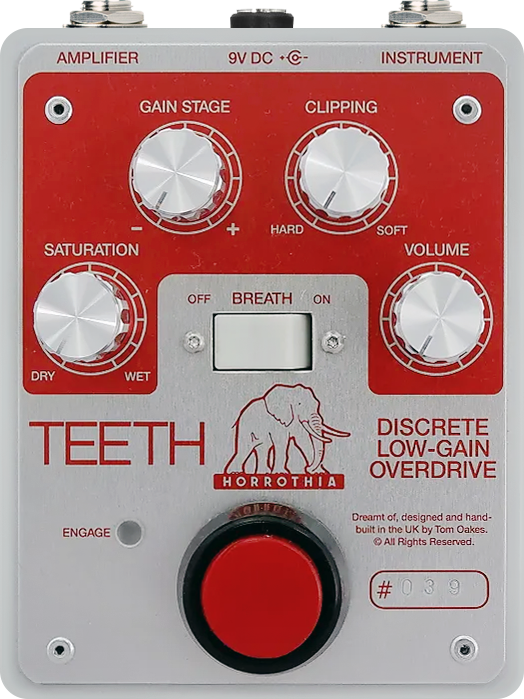 AMPLIFIER
9V DC
INSTRUMENT
GAIN STAGE
CLIPPING
- +
HARD SOFT
SATURATION
VOLUME
OFF BREATH ON
DRY WET
TEETH
HORROTHIA
DISCRETE
LOW-GAIN
OVERDRIVE
ENGAGE
Dreamt of, designed and hand-
built in the UK by Tom Oakes.
© All Rights Reserved.
# 039